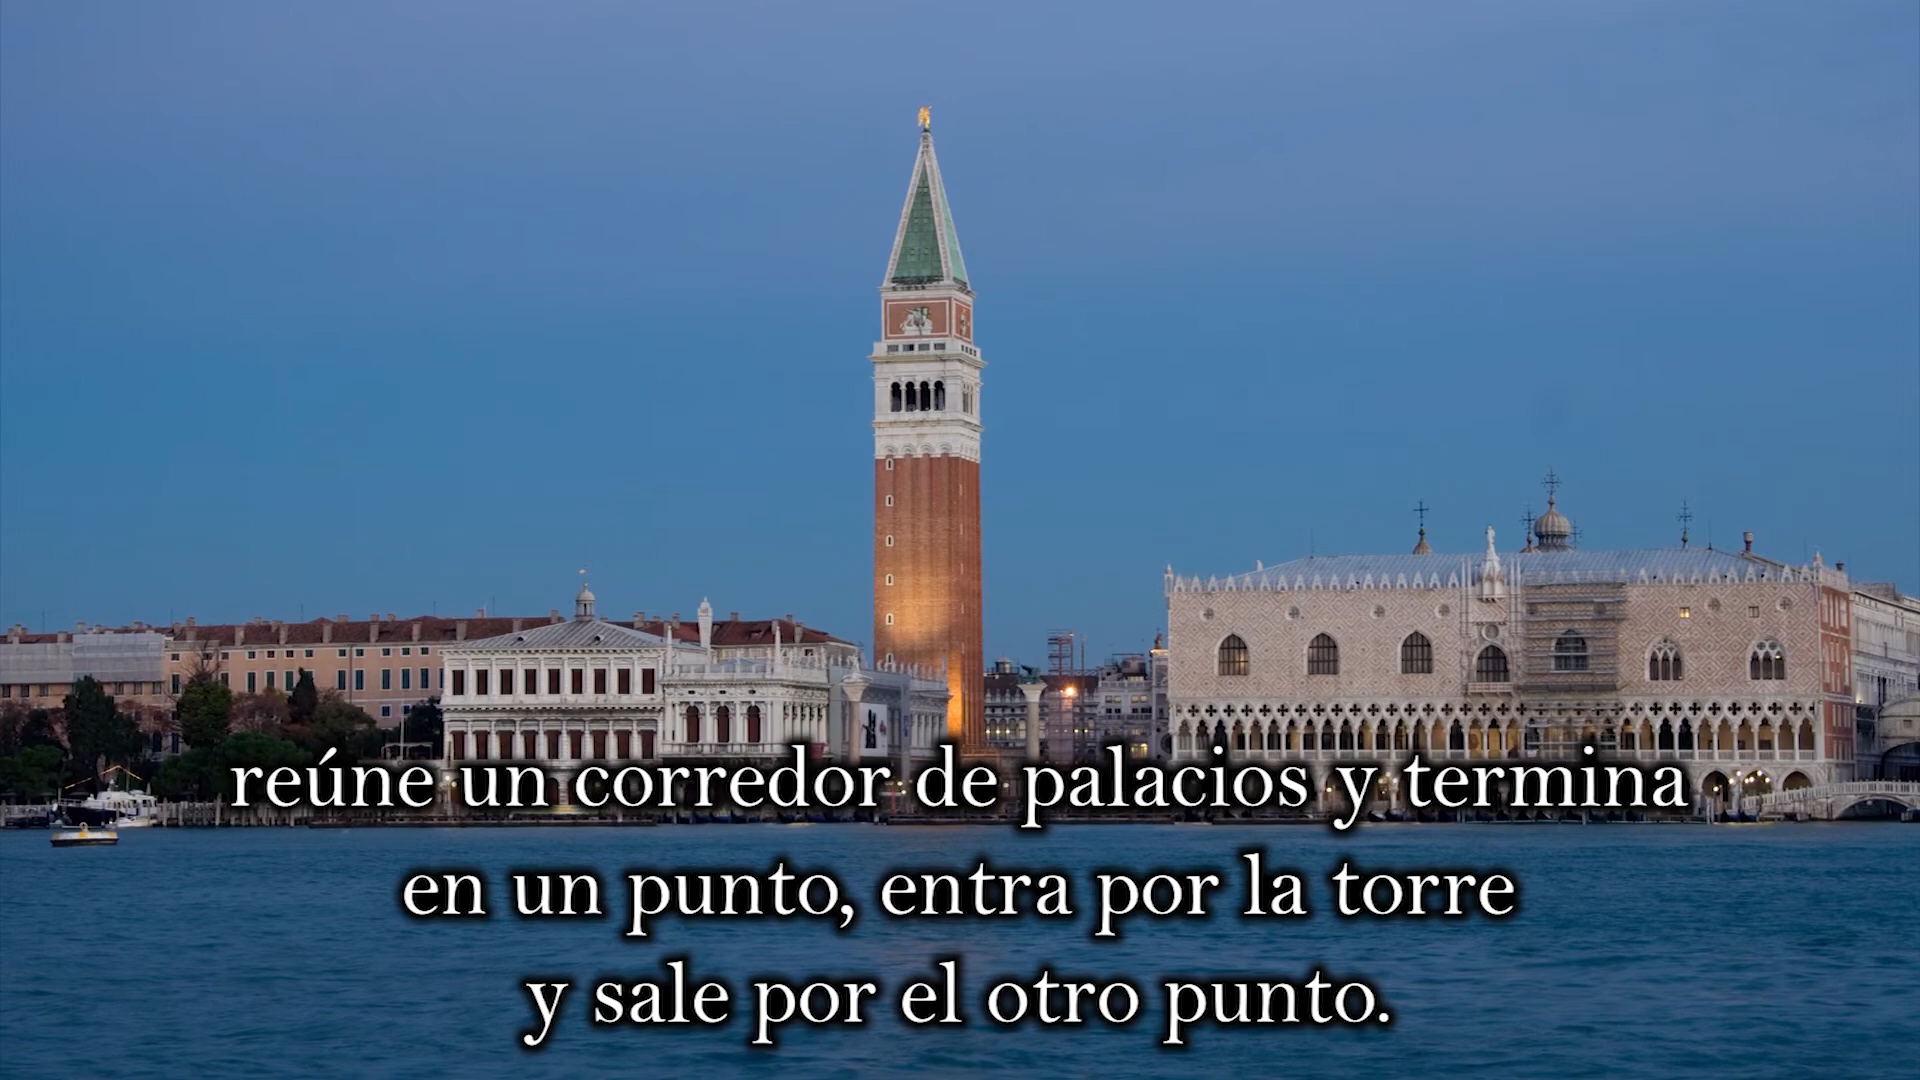 reúne un corredor de palacios y termina
en un punto, entra por la torre
y sale por el otro punto.